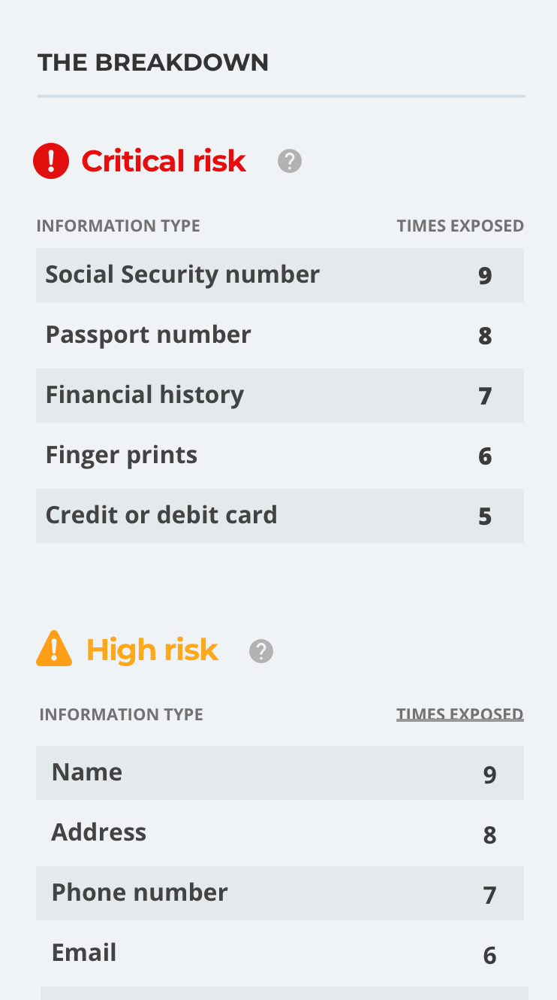 THE BREAKDOWN
! Critical risk ?
INFORMATION TYPE TIMES EXPOSED
Social Security number 9
Passport number 8
Financial history 7
Finger prints 6
Credit or debit card 5
! High risk ?
INFORMATION TYPE TIMES EXPOSED
Name 9
Address 8
Phone number 7
Email 6